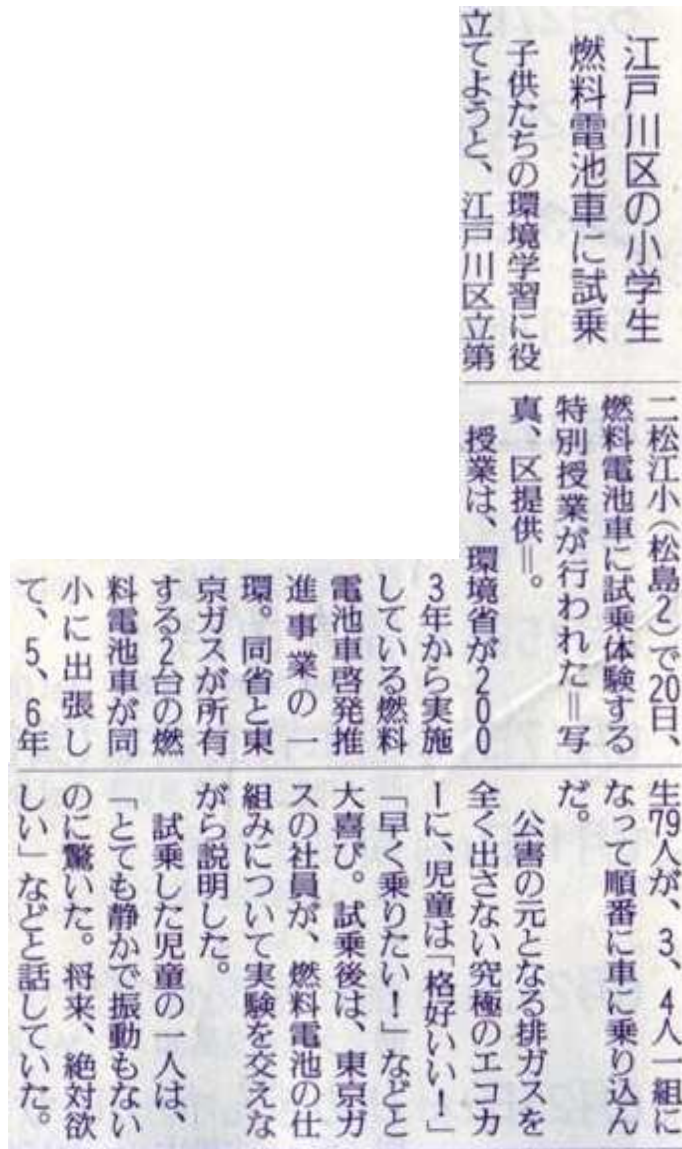 江戸川区の小学生
燃料電池車に試乗
子供たちの環境学習に役
立てようと、江戸川区立第
二松江小（松島2）で20日、
燃料電池車に試乗体験する
特別授業が行われた＝写
真、区提供＝。
授業は、環境省が200
3年から実施
している燃料
電池車啓発推
進事業の一
環。同省と東
京ガスが所有
する2台の燃
料電池車が同
小に出張し
て、5、6年
生79人が、3、4人一組に
なって順番に車に乗り込ん
だ。
公害の元となる排ガスを
全く出さない究極のエコカ
ーに、児童は「格好いい！」
「早く乗りたい！」などと
大喜び。試乗後は、東京ガ
スの社員が、燃料電池の仕
組みについて実験を交えな
がら説明した。
試乗した児童の一人は、
「とても静かで振動もない
のに驚いた。将来、絶対欲
しい」などと話していた。